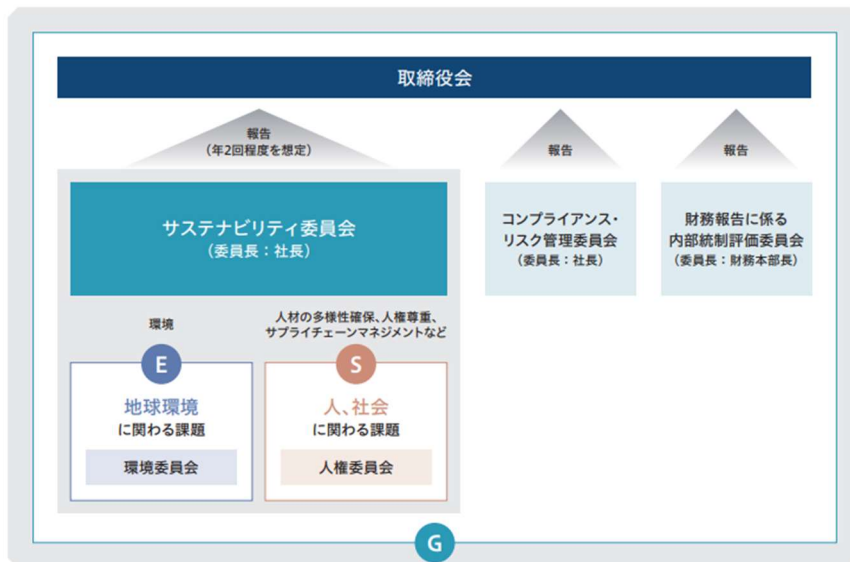 取締役会
報告
（年2回程度を想定）
報告
報告
サステナビリティ委員会
（委員長：社長）
コンプライアンス・
リスク管理委員会
（委員長：社長）
財務報告に係る
内部統制評価委員会
（委員長：財務本部長）
環境
人材の多様性確保、人権尊重、
サプライチェーンマネジメントなど
E
地球環境
に関わる課題
環境委員会
S
人、社会
に関わる課題
人権委員会
G